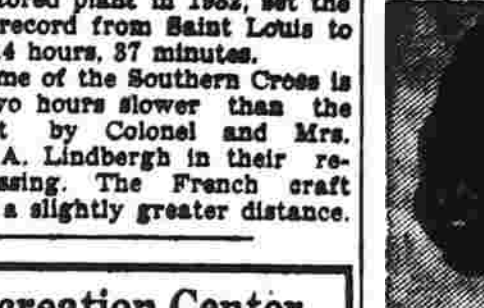 tored plant in 1932, set the
record from Saint Louis to
4 hours, 37 minutes.
me of the Southern Cross is
wo hours slower than the
t by Colonel and Mrs.
A. Lindbergh in their re-
ssing. The French craft
a slightly greater distance.
creation Center